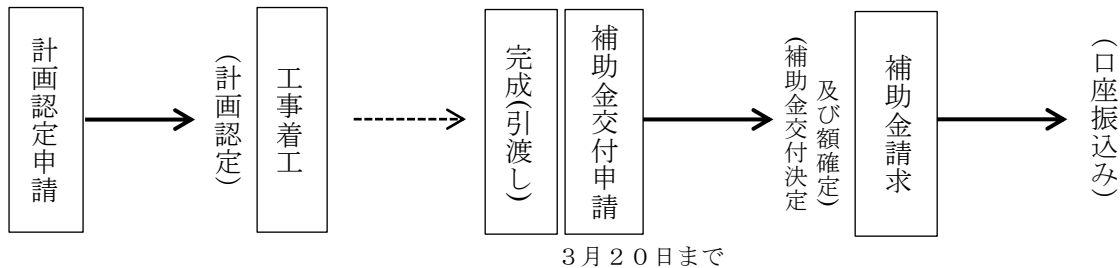 計画認定申請
(計画認定)
工事着工
完成(引渡し)
補助金交付申請
(補助金交付決定
及び額確定)
補助金請求
(口座振込み)
3月20日まで